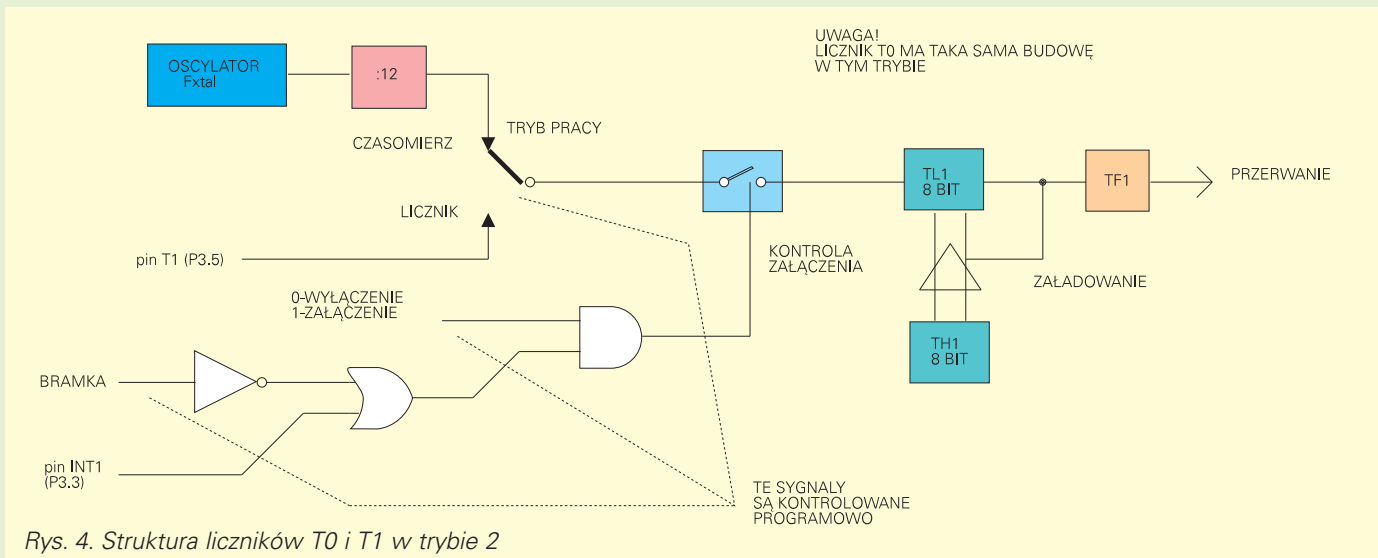 OSCYLATOR
Fxtal
:12
UWAGA!
LICZNIK T0 MA TAKA SAMA BUDOWĘ
W TYM TRYBIE
CZASOMIERZ
TRYB PRACY
LICZNIK
pin T1 (P3.5)
TL1
8 BIT
TF1
PRZERWANIE
KONTROLA
ZAŁĄCZENIA
ZAŁADOWANIE
0-WYŁĄCZENIE
1-ZAŁĄCZENIE
TH1
8 BIT
BRAMKA
pin INT1
(P3.3)
TE SYGNALY
SĄ KONTROLOWANE
PROGRAMOWO
Rys. 4. Struktura liczników T0 i T1 w trybie 2